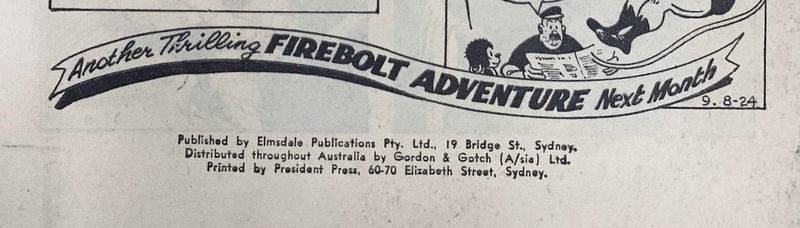 Another Thrilling FIREBOLT ADVENTURE Next Month
9. 8-24
Published by Elmsdale Publications Pty. Ltd., 19 Bridge St., Sydney.
Distributed throughout Australia by Gordon & Gotch (A/sia) Ltd.
Printed by President Press, 60-70 Elizabeth Street, Sydney.